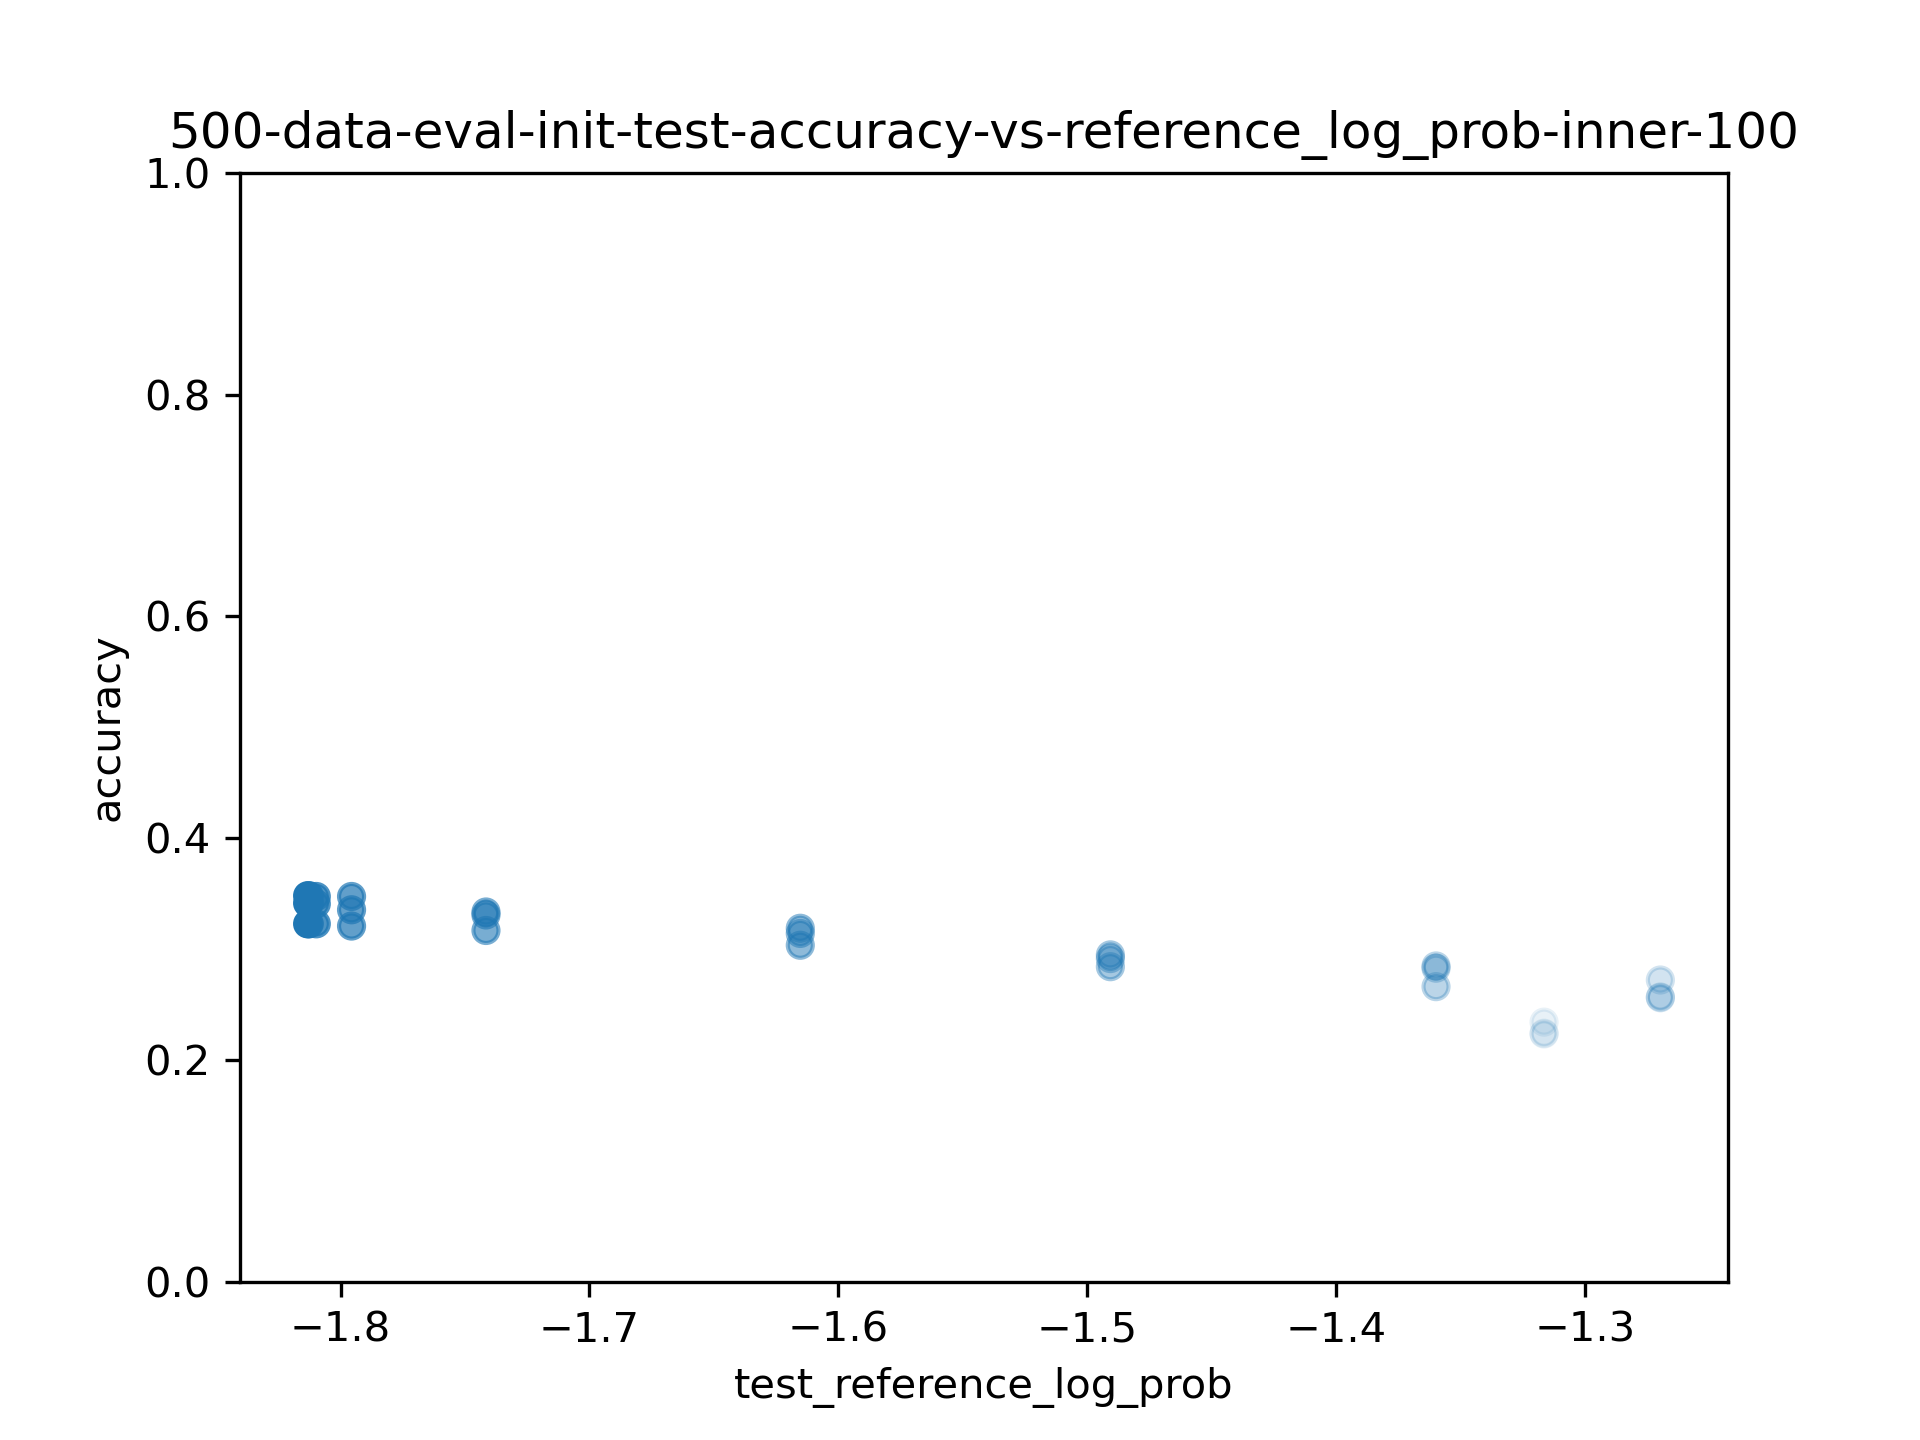 500-data-eval-init-test-accuracy-vs-reference_log_prob-inner-100
1.0
0.8
0.6
0.4
0.2
0.0
accuracy
−1.8 −1.7 −1.6 −1.5 −1.4 −1.3
test_reference_log_prob